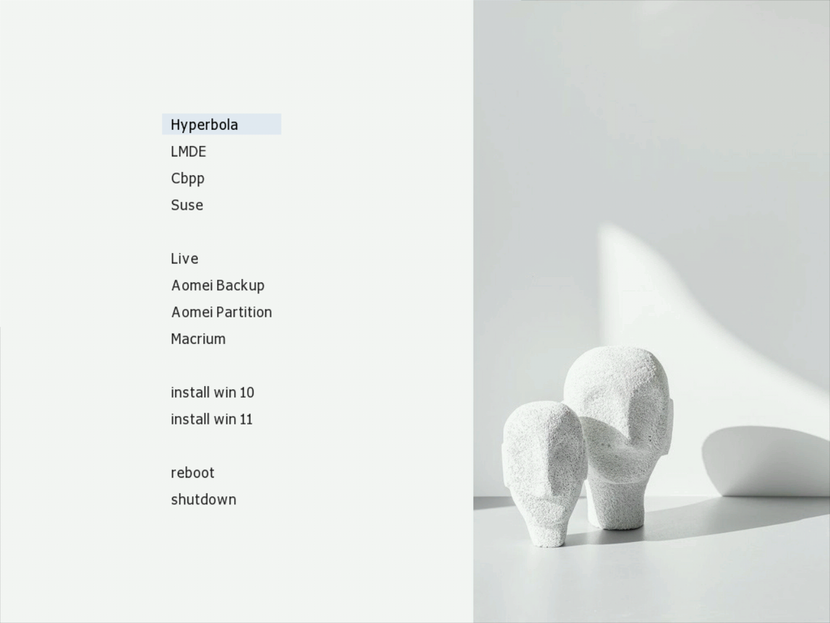 Hyperbola
LMDE
Cbpp
Suse
Live
Aomei Backup
Aomei Partition
Macrium
install win 10
install win 11
reboot
shutdown